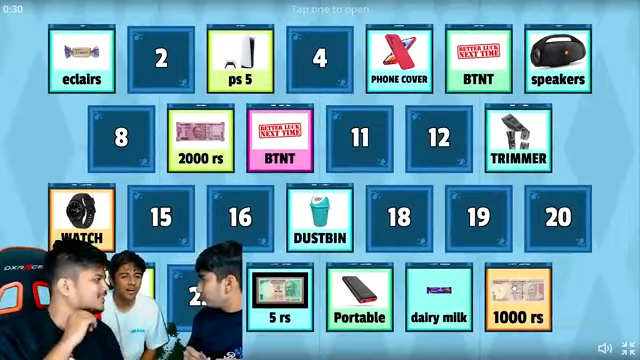 0:30
Tap one to open
eclairs
2
ps 5
4
PHONE COVER
BETTER LUCK
NEXT TIME
BTNT
speakers
8
2000 rs
BETTER LUCK
NEXT TIME
BTNT
11
12
TRIMMER
WATCH
15
16
DUSTBIN
18
19
20
DXRACER
5 rs
Portable
dairy milk
1000 rs